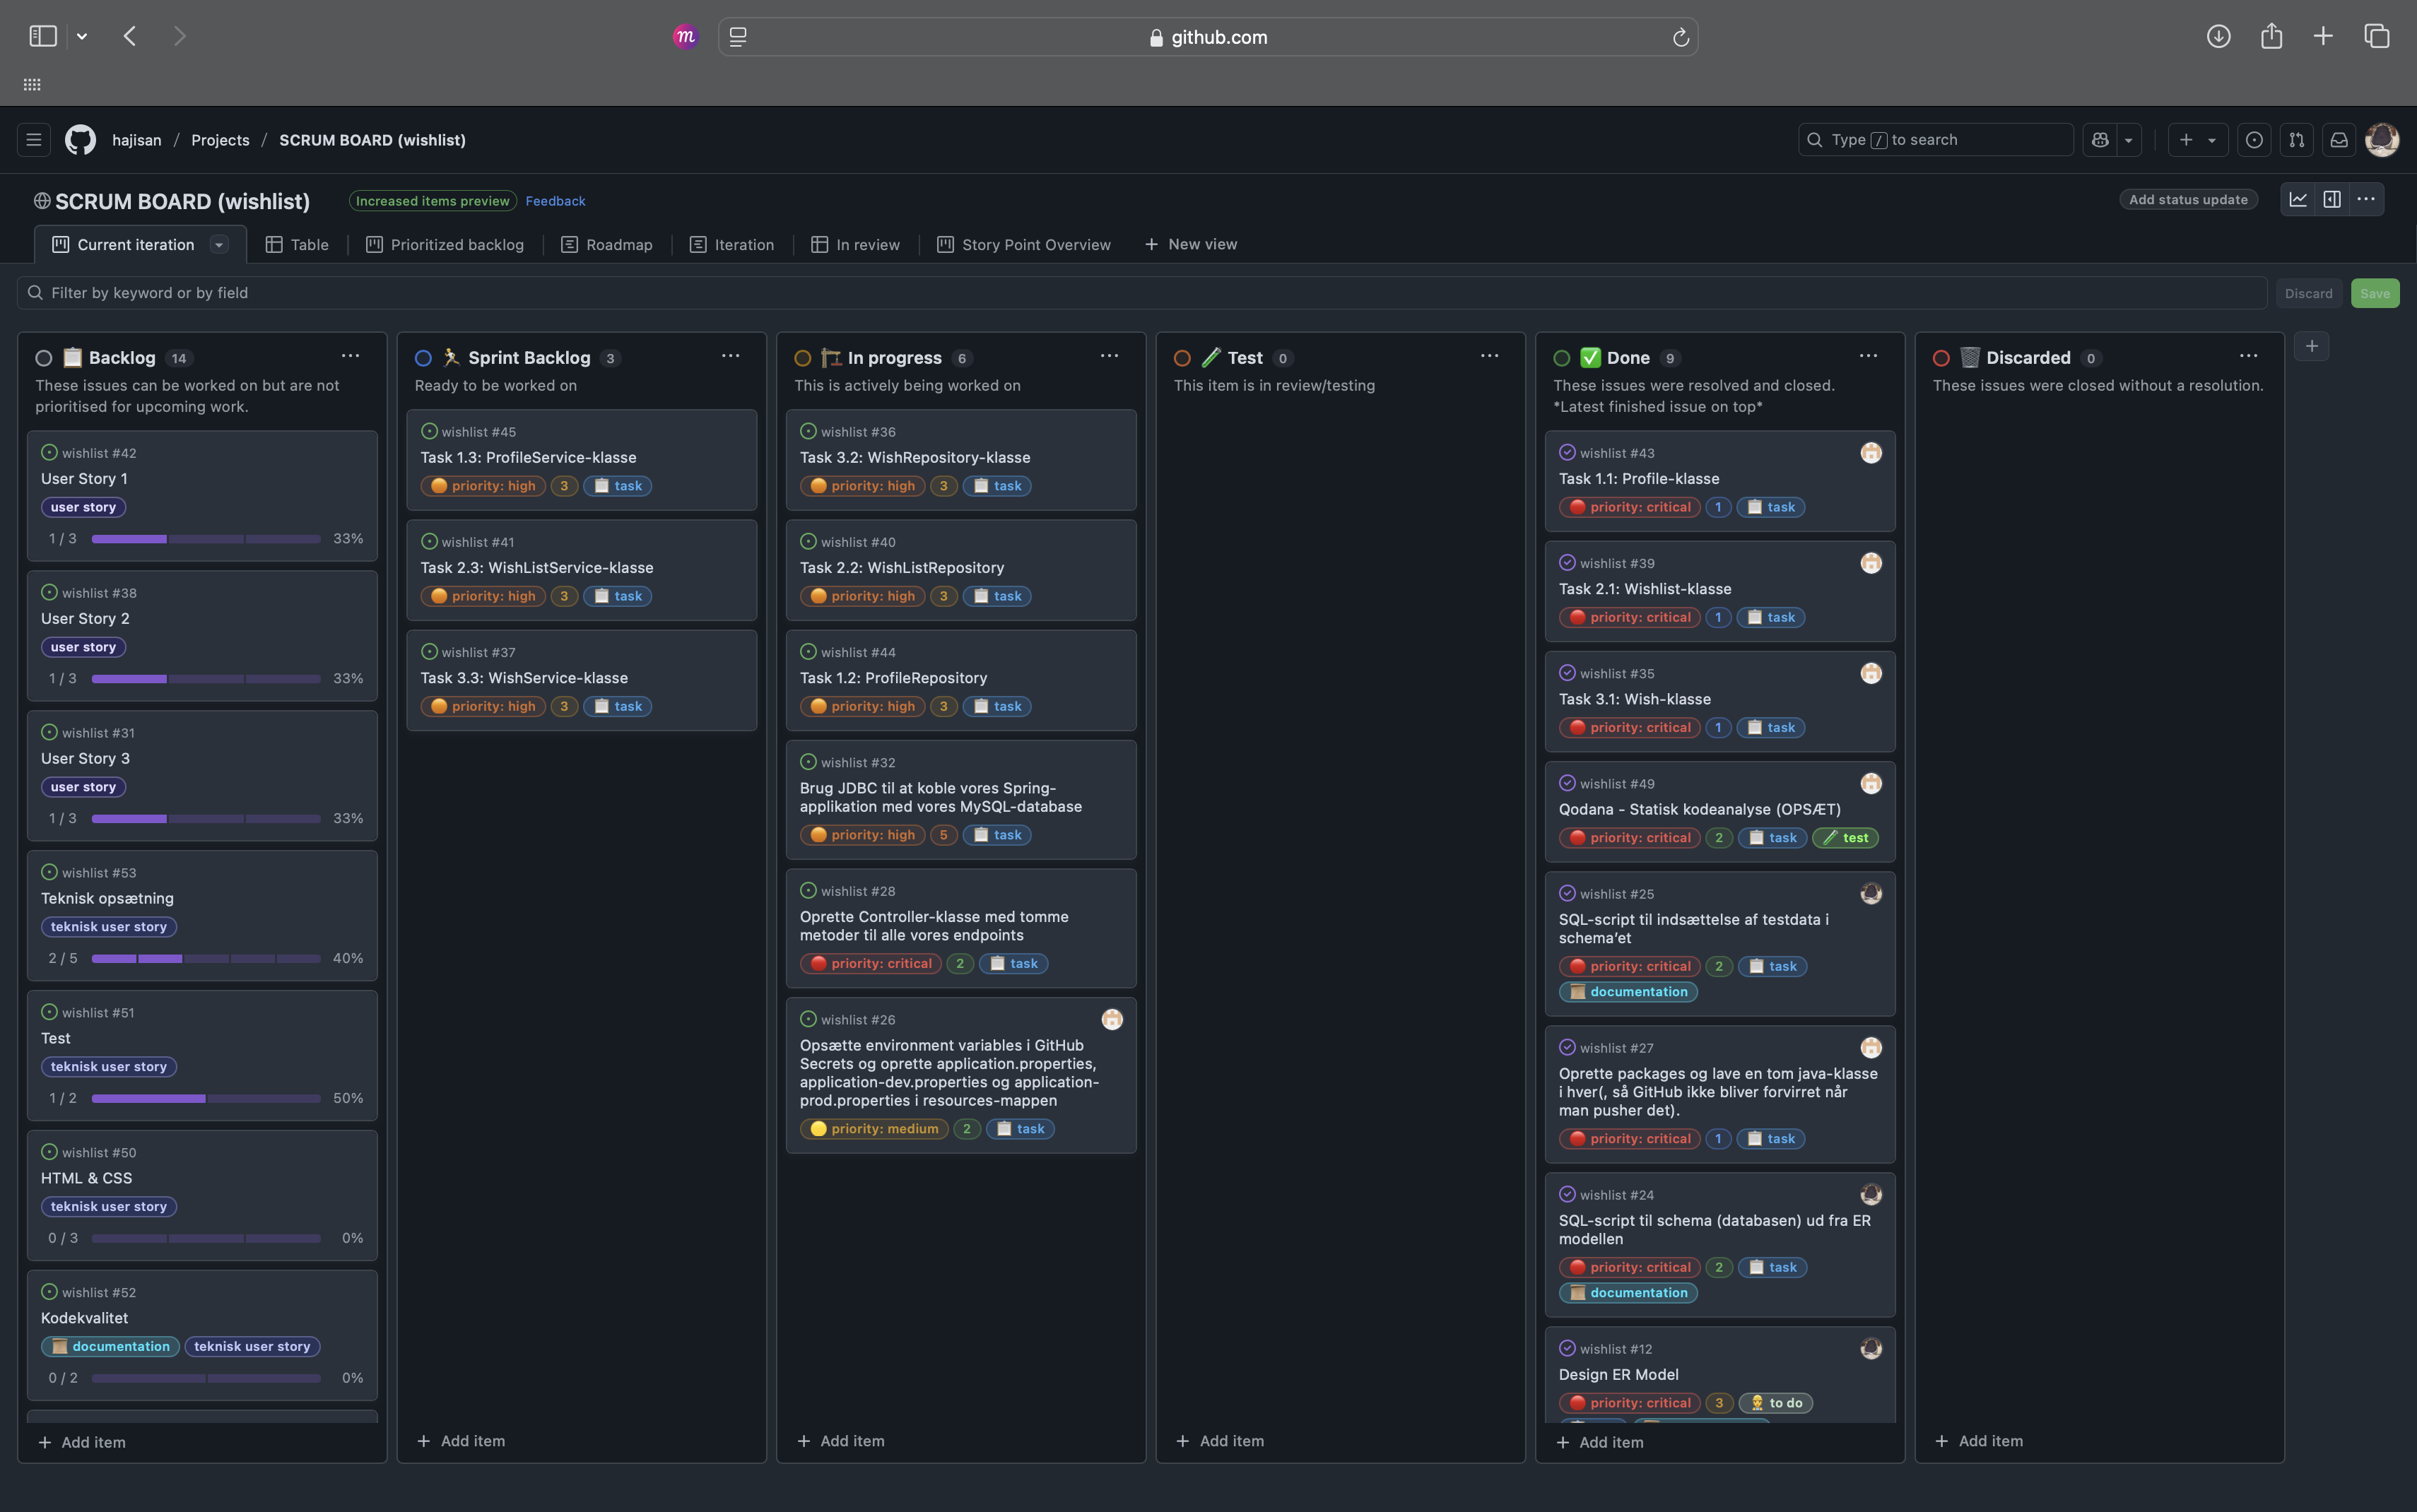 github.com
hajisan / Projects / SCRUM BOARD (wishlist)
Type / to search
SCRUM BOARD (wishlist)
Increased items preview
Feedback
Add status update
Current iteration
Table
Prioritized backlog
Roadmap
Iteration
In review
Story Point Overview
New view
Filter by keyword or by field
Discard
Save
Backlog 14
These issues can be worked on but are not
prioritised for upcoming work.
wishlist #42
User Story 1
user story
1 / 3 33%
wishlist #38
User Story 2
user story
1 / 3 33%
wishlist #31
User Story 3
user story
1 / 3 33%
wishlist #53
Teknisk opsætning
teknisk user story
2 / 5 40%
wishlist #51
Test
teknisk user story
1 / 2 50%
wishlist #50
HTML & CSS
teknisk user story
0 / 3 0%
wishlist #52
Kodekvalitet
documentation teknisk user story
0 / 2 0%
Add item
Sprint Backlog 3
Ready to be worked on
wishlist #45
Task 1.3: ProfileService-klasse
priority: high 3 task
wishlist #41
Task 2.3: WishListService-klasse
priority: high 3 task
wishlist #37
Task 3.3: WishService-klasse
priority: high 3 task
Add item
In progress 6
This is actively being worked on
wishlist #36
Task 3.2: WishRepository-klasse
priority: high 3 task
wishlist #40
Task 2.2: WishListRepository
priority: high 3 task
wishlist #44
Task 1.2: ProfileRepository
priority: high 3 task
wishlist #32
Brug JDBC til at koble vores Spring-
applikation med vores MySQL-database
priority: high 5 task
wishlist #28
Oprette Controller-klasse med tomme
metoder til alle vores endpoints
priority: critical 2 task
wishlist #26
Opsætte environment variables i GitHub
Secrets og oprette application.properties,
application-dev.properties og application-
prod.properties i resources-mappen
priority: medium 2 task
Add item
Test 0
This item is in review/testing
Add item
Done 9
These issues were resolved and closed.
*Latest finished issue on top*
wishlist #43
Task 1.1: Profile-klasse
priority: critical 1 task
wishlist #39
Task 2.1: Wishlist-klasse
priority: critical 1 task
wishlist #35
Task 3.1: Wish-klasse
priority: critical 1 task
wishlist #49
Qodana - Statisk kodeanalyse (OPSÆT)
priority: critical 2 task test
wishlist #25
SQL-script til indsættelse af testdata i
schema'et
priority: critical 2 task
documentation
wishlist #27
Oprette packages og lave en tom java-klasse
i hver(, så GitHub ikke bliver forvirret når
man pusher det).
priority: critical 1 task
wishlist #24
SQL-script til schema (databasen) ud fra ER
modellen
priority: critical 2 task
documentation
wishlist #12
Design ER Model
priority: critical 3 to do
Add item
Discarded 0
These issues were closed without a resolution.
Add item